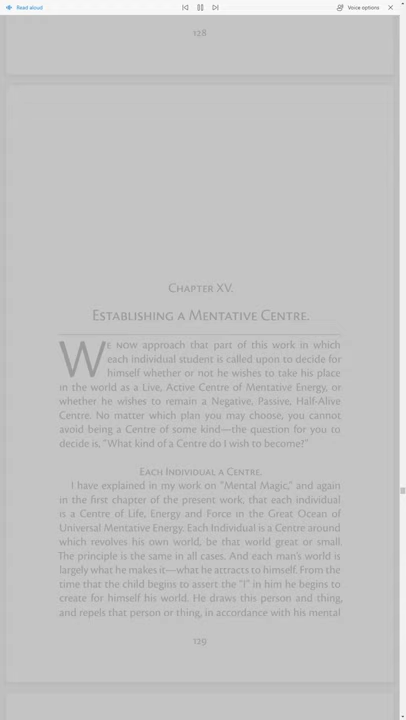 Read aloud
Voice options
128
Chapter XV.
Establishing a Mentative Centre.
We now approach that part of this work in which
each individual student is called upon to decide for
himself whether or not he wishes to take his place
in the world as a Live, Active Centre of Mentative Energy, or
whether he wishes to remain a Negative, Passive, Half-Alive
Centre. No matter which plan you may choose, you cannot
avoid being a Centre of some kind—the question for you to
decide is, "What kind of a Centre do I wish to become?"
Each Individual a Centre.
I have explained in my work on "Mental Magic," and again
in the first chapter of the present work, that each individual
is a Centre of Life, Energy and Force in the Great Ocean of
Universal Mentative Energy. Each Individual is a Centre around
which revolves his own world, be that world great or small.
The principle is the same in all cases. And each man's world is
largely what he makes it—what he attracts to himself. From the
time that the child begins to assert the "I" in him he begins to
create for himself his world. He draws this person and thing,
and repels that person or thing, in accordance with his mental
129